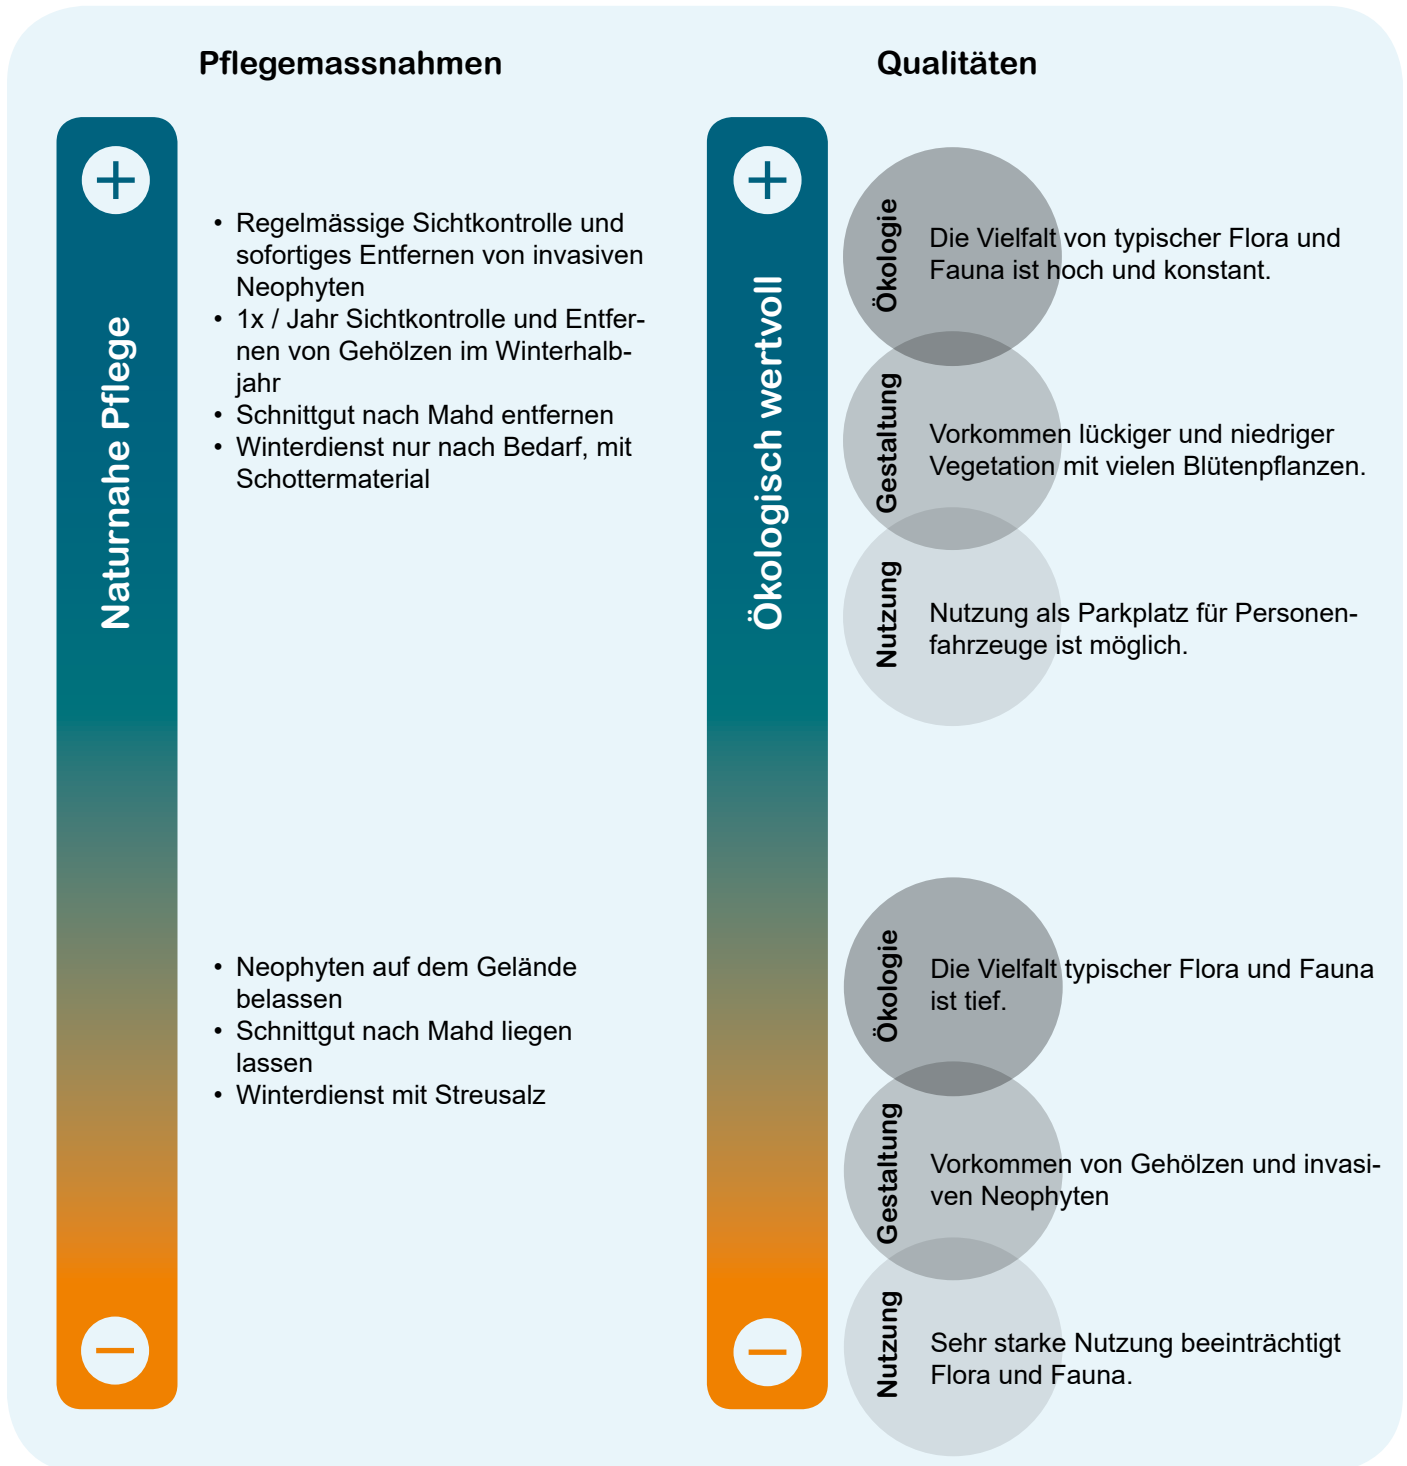 Pflegemassnahmen
Naturnahe Pflege
• Regelmässige Sichtkontrolle und
sofortiges Entfernen von invasiven
Neophyten
• 1x / Jahr Sichtkontrolle und Entfer-
nen von Gehölzen im Winterhalb-
jahr
• Schnittgut nach Mahd entfernen
• Winterdienst nur nach Bedarf, mit
Schottermaterial
• Neophyten auf dem Gelände
belassen
• Schnittgut nach Mahd liegen
lassen
• Winterdienst mit Streusalz
Qualitäten
Ökologisch wertvoll
Ökologie
Die Vielfalt von typischer Flora und
Fauna ist hoch und konstant.
Gestaltung
Vorkommen lückiger und niedriger
Vegetation mit vielen Blütenpflanzen.
Nutzung
Nutzung als Parkplatz für Personen-
fahrzeuge ist möglich.
Ökologie
Die Vielfalt typischer Flora und Fauna
ist tief.
Gestaltung
Vorkommen von Gehölzen und invasi-
ven Neophyten
Nutzung
Sehr starke Nutzung beeinträchtigt
Flora und Fauna.